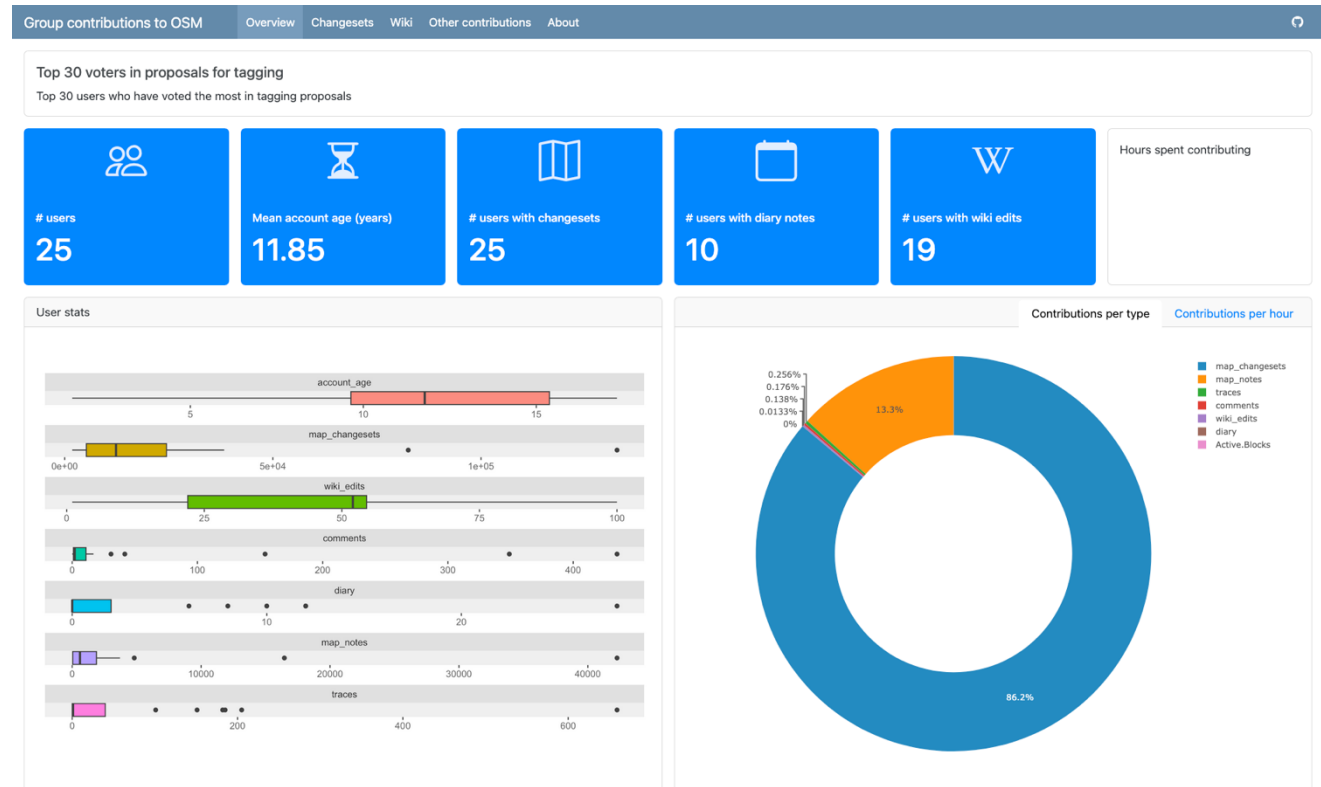 Group contributions to OSM Overview Changesets Wiki Other contributions About
Top 30 voters in proposals for tagging
Top 30 users who have voted the most in tagging proposals
# users
25
Mean account age (years)
11.85
# users with changesets
25
# users with diary notes
10
W
# users with wiki edits
19
Hours spent contributing
User stats
account_age
5 10 15
map_changesets
0e+00 5e+04 1e+05
wiki_edits
0 25 50 75 100
comments
0 100 200 300 400
diary
0 10 20
map_notes
0 10000 20000 30000 40000
traces
0 200 400 600
Contributions per type Contributions per hour
0.256%
0.176%
0.138%
0.0133%
0%
13.3%
86.2%
map_changesets
map_notes
traces
comments
wiki_edits
diary
Active.Blocks